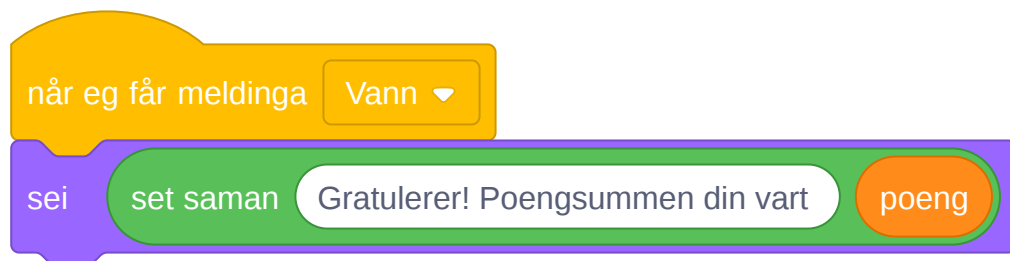 når eg får meldinga Vann
sei set saman Gratulerer! Poengsummen din vart poeng